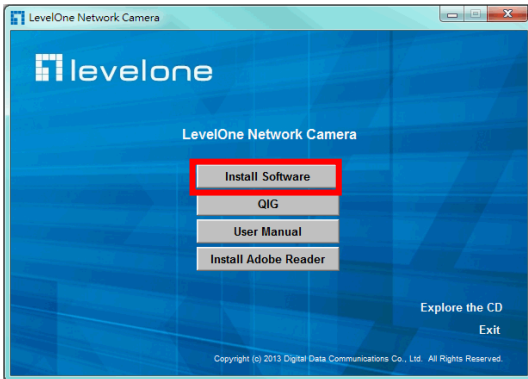 LevelOne Network Camera
levelone
LevelOne Network Camera
Install Software
QIG
User Manual
Install Adobe Reader
Explore the CD
Exit
Copyright (c) 2013 Digital Data Communications Co., Ltd. All Rights Reserved.